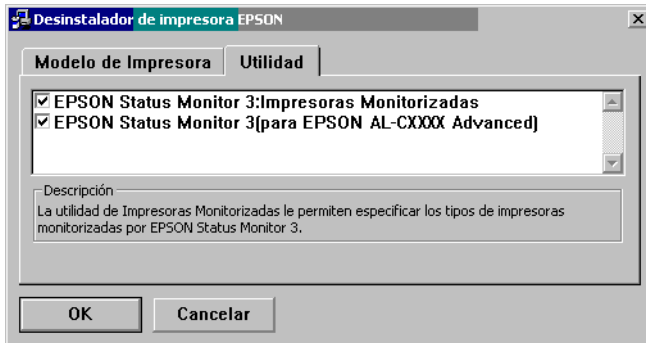 Desinstalador de impresora EPSON
Modelo de Impresora Utilidad
EPSON Status Monitor 3:Impresoras Monitorizadas
EPSON Status Monitor 3(para EPSON AL-CXXXX Advanced)
Descripción
La utilidad de Impresoras Monitorizadas le permiten especificar los tipos de impresoras
monitorizadas por EPSON Status Monitor 3.
OK Cancelar